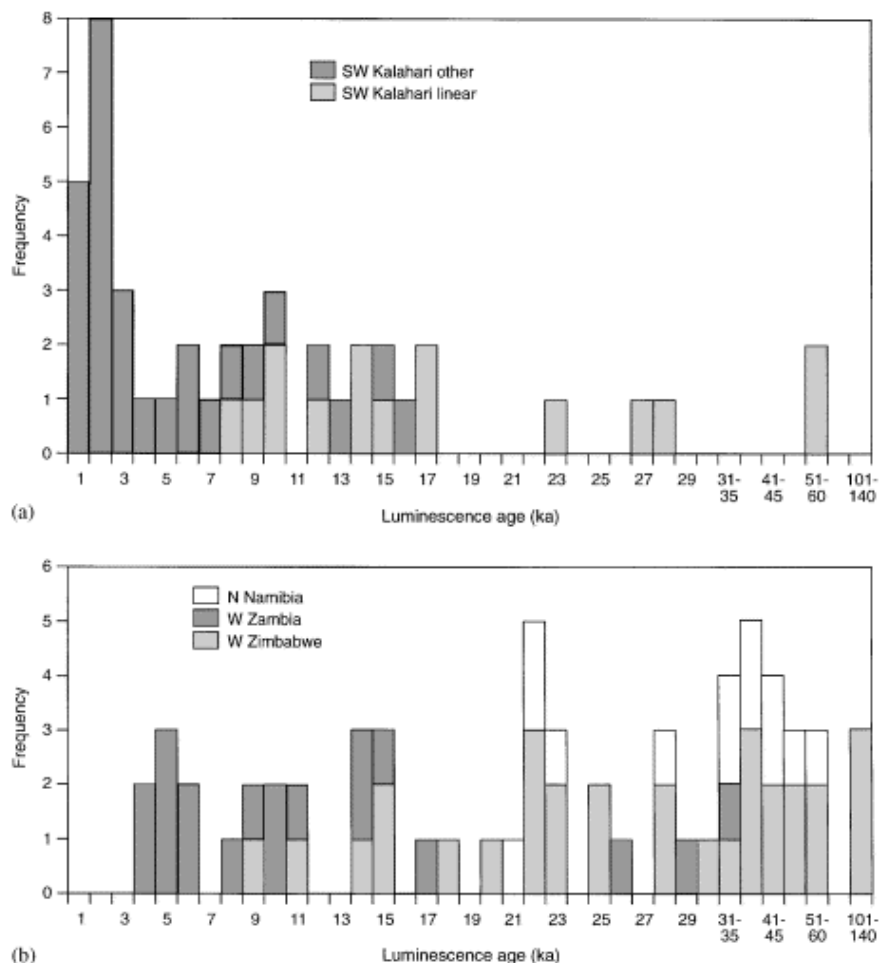 8
7
6
5
4
3
2
1
0
Frequency
SW Kalahari other
SW Kalahari linear
1 3 5 7 9 11 13 15 17 19 21 23 25 27 29 31- 41- 51- 101-
35 45 60 140
(a)
Luminescence age (ka)
6
5
4
3
2
1
0
Frequency
N Namibia
W Zambia
W Zimbabwe
1 3 5 7 9 11 13 15 17 19 21 23 25 27 29 31- 41- 51- 101-
35 45 60 140
(b)
Luminescence age (ka)